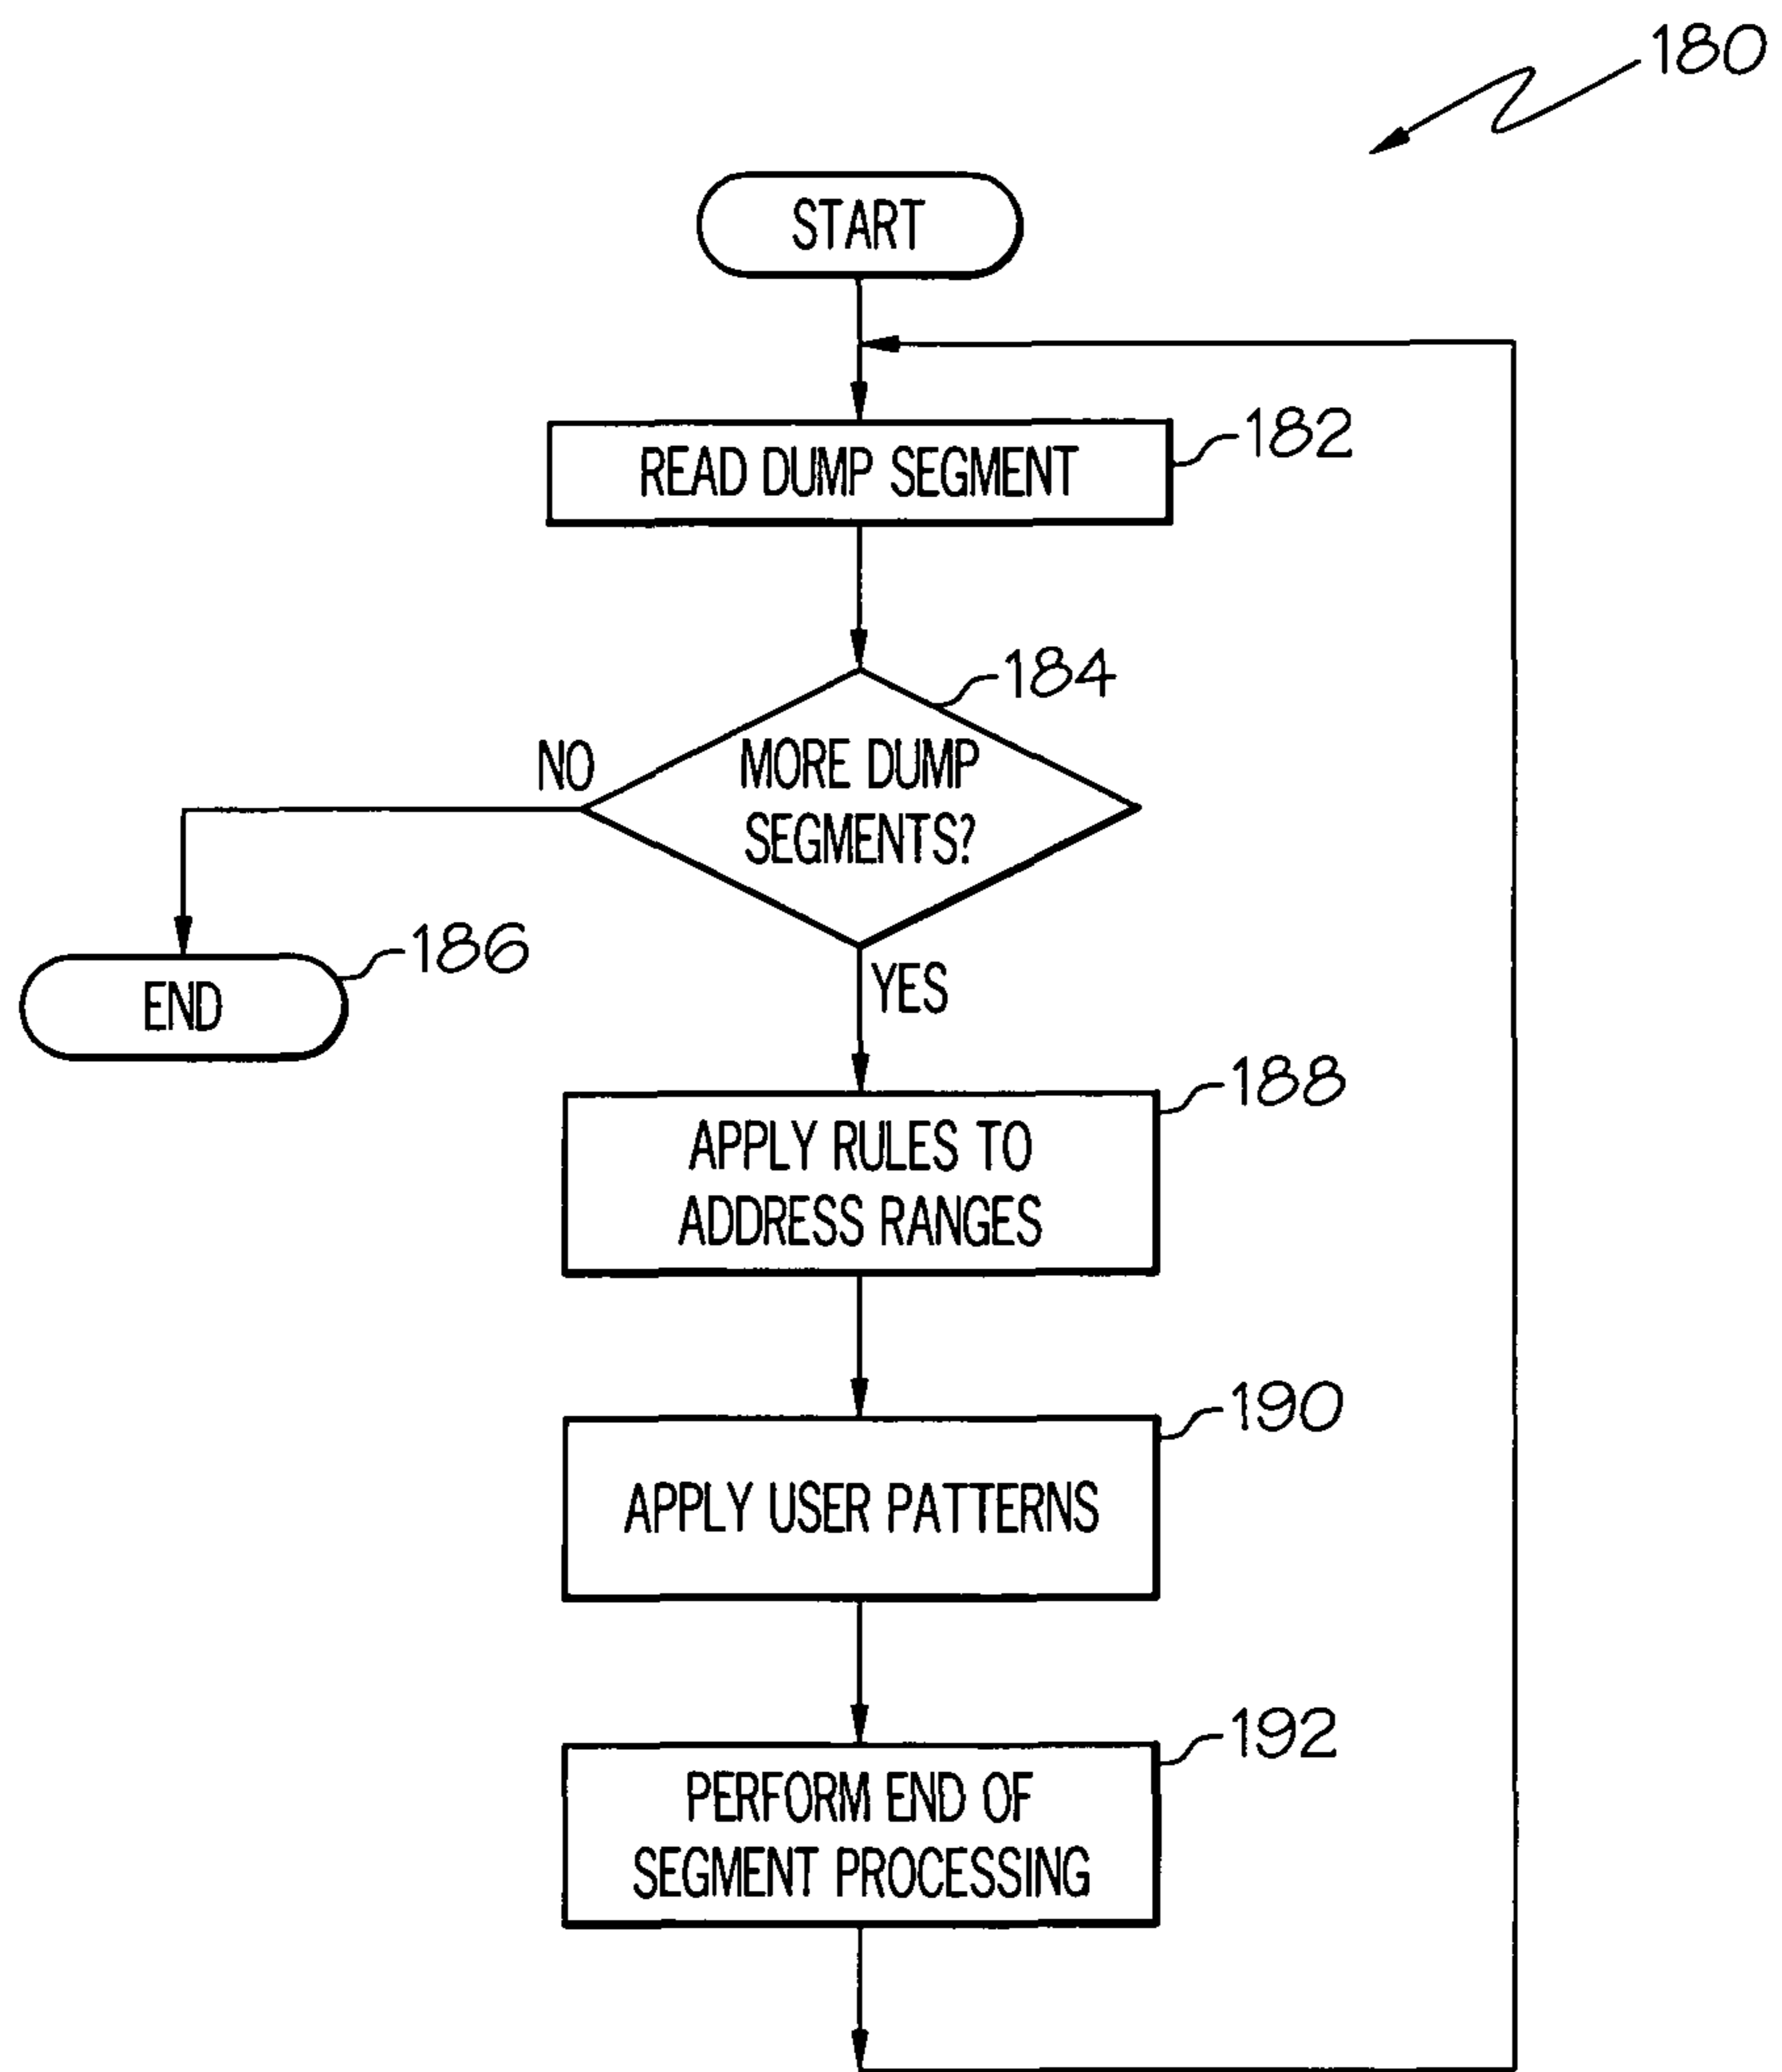 180
START
READ DUMP SEGMENT
182
184
MORE DUMP
SEGMENTS?
NO
186
END
YES
188
APPLY RULES TO
ADDRESS RANGES
190
APPLY USER PATTERNS
192
PERFORM END OF
SEGMENT PROCESSING